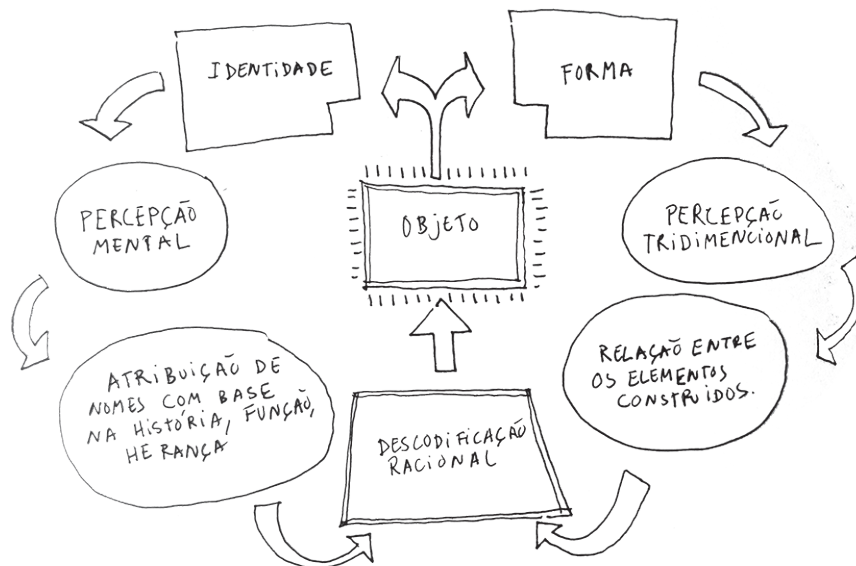 IDENTIDADE
FORMA
OBJETO
PERCEPÇÃO
MENTAL
PERCEPÇÃO
TRIDIMENCIONAL
ATRIBUIÇÃO DE
NOMES COM BASE
NA HISTÓRIA, FUNÇÃO,
HERANÇA
RELAÇÃO ENTRE
OS ELEMENTOS
CONSTRUIDOS.
DESCODIFICAÇÃO
RACIONAL